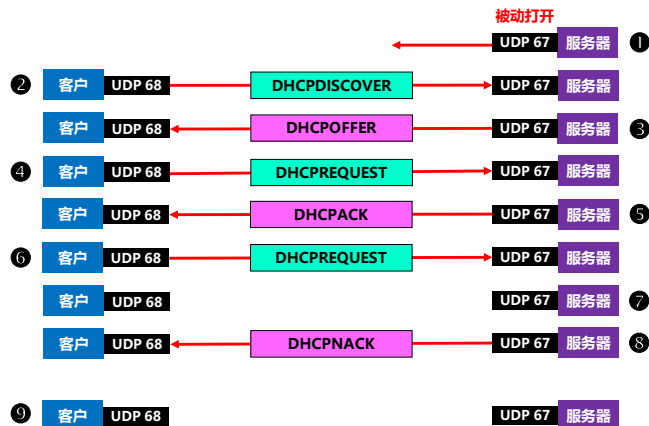 被动打开
UDP 67 服务器 ❶
❷ 客户 UDP 68 DHCPDISCOVER UDP 67 服务器
客户 UDP 68 DHCPOFFER UDP 67 服务器 ❸
❹ 客户 UDP 68 DHCPREQUEST UDP 67 服务器
客户 UDP 68 DHCPACK UDP 67 服务器 ❺
❻ 客户 UDP 68 DHCPREQUEST UDP 67 服务器
客户 UDP 68 UDP 67 服务器 ❼
客户 UDP 68 DHCPNACK UDP 67 服务器 ❽
❾ 客户 UDP 68 UDP 67 服务器